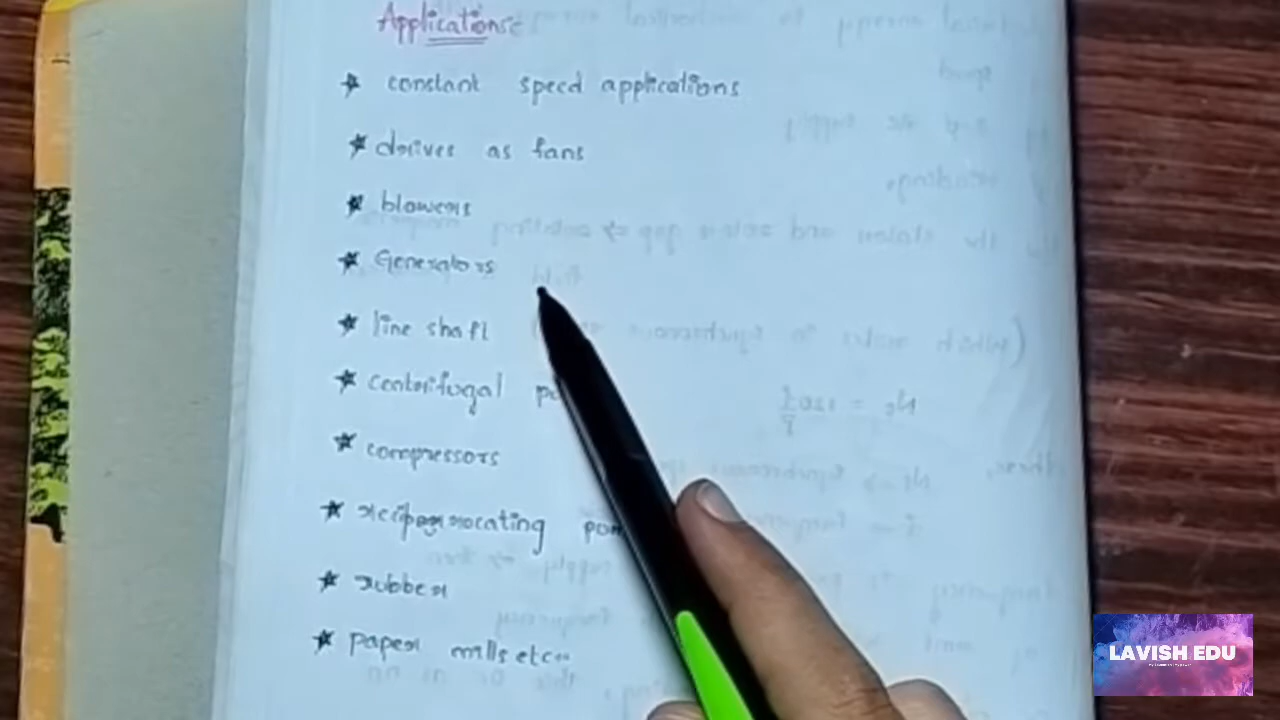 Applications
* constant speed applications
* derives as fans
* blowers
* Generators
* line shaft
* centrifugal
* compressors
* reciprocating
* rubber
* paper mills etc..
LAVISH EDU